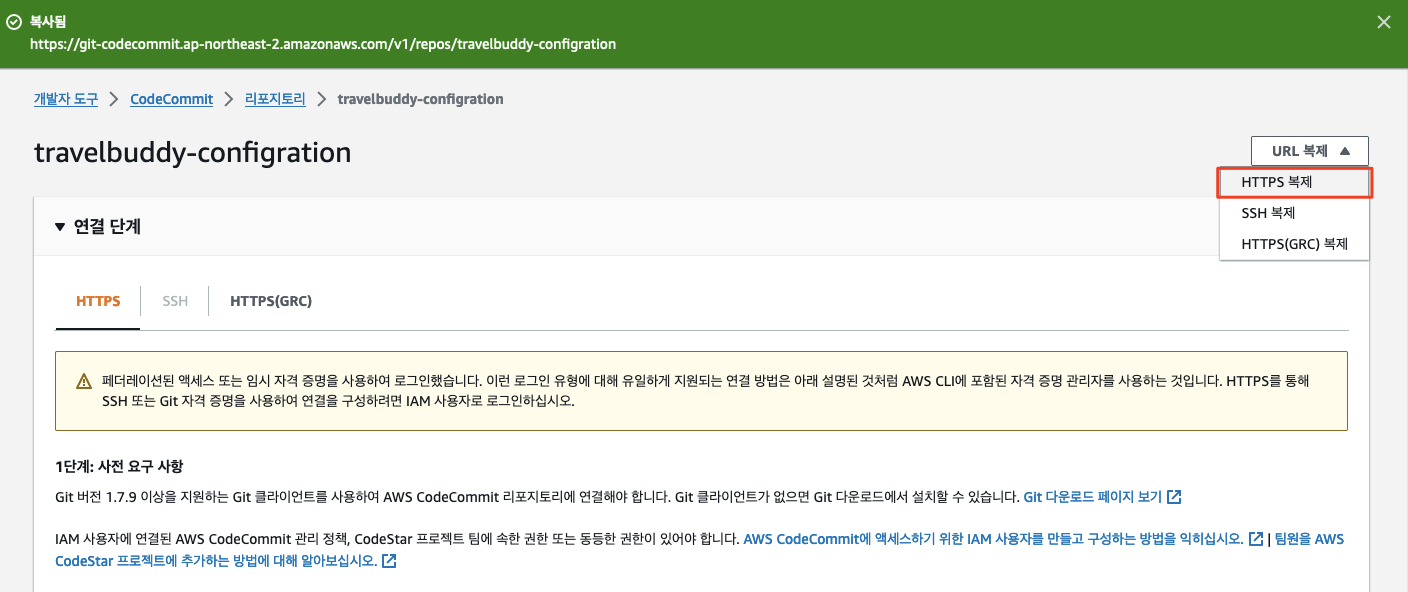 복사됨
https://git-codecommit.ap-northeast-2.amazonaws.com/v1/repos/travelbuddy-configration
개발자 도구 > CodeCommit > 리포지토리 > travelbuddy-configration
travelbuddy-configration
URL 복제 ▲
HTTPS 복제
SSH 복제
HTTPS(GRC) 복제
▼ 연결 단계
HTTPS SSH HTTPS(GRC)
페더레이션된 액세스 또는 임시 자격 증명을 사용하여 로그인했습니다. 이런 로그인 유형에 대해 유일하게 지원되는 연결 방법은 아래 설명된 것처럼 AWS CLI에 포함된 자격 증명 관리자를 사용하는 것입니다. HTTPS를 통해
SSH 또는 Git 자격 증명을 사용하여 연결을 구성하려면 IAM 사용자로 로그인하십시오.
1단계: 사전 요구 사항
Git 버전 1.7.9 이상을 지원하는 Git 클라이언트를 사용하여 AWS CodeCommit 리포지토리에 연결해야 합니다. Git 클라이언트가 없으면 Git 다운로드에서 설치할 수 있습니다. Git 다운로드 페이지 보기
IAM 사용자에 연결된 AWS CodeCommit 관리 정책, CodeStar 프로젝트 팀에 속한 권한 또는 동등한 권한이 있어야 합니다. AWS CodeCommit에 액세스하기 위한 IAM 사용자를 만들고 구성하는 방법을 익히십시오. | 팀원을 AWS
CodeStar 프로젝트에 추가하는 방법에 대해 알아보십시오.